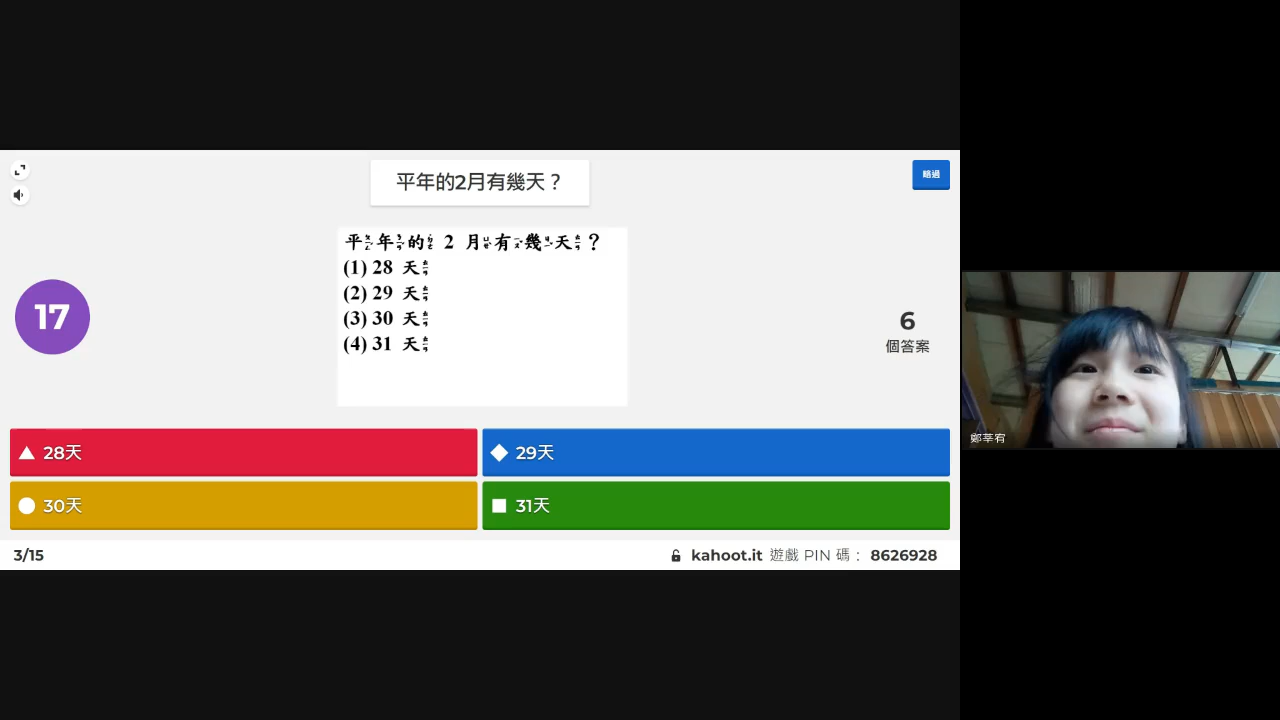 平年的2月有幾天？
略過
平年的 2 月有幾天？
(1) 28 天
(2) 29 天
(3) 30 天
(4) 31 天
17
6
個答案
28天
29天
30天
31天
3/15
kahoot.it 遊戲 PIN 碼： 8626928
鄭莘宥